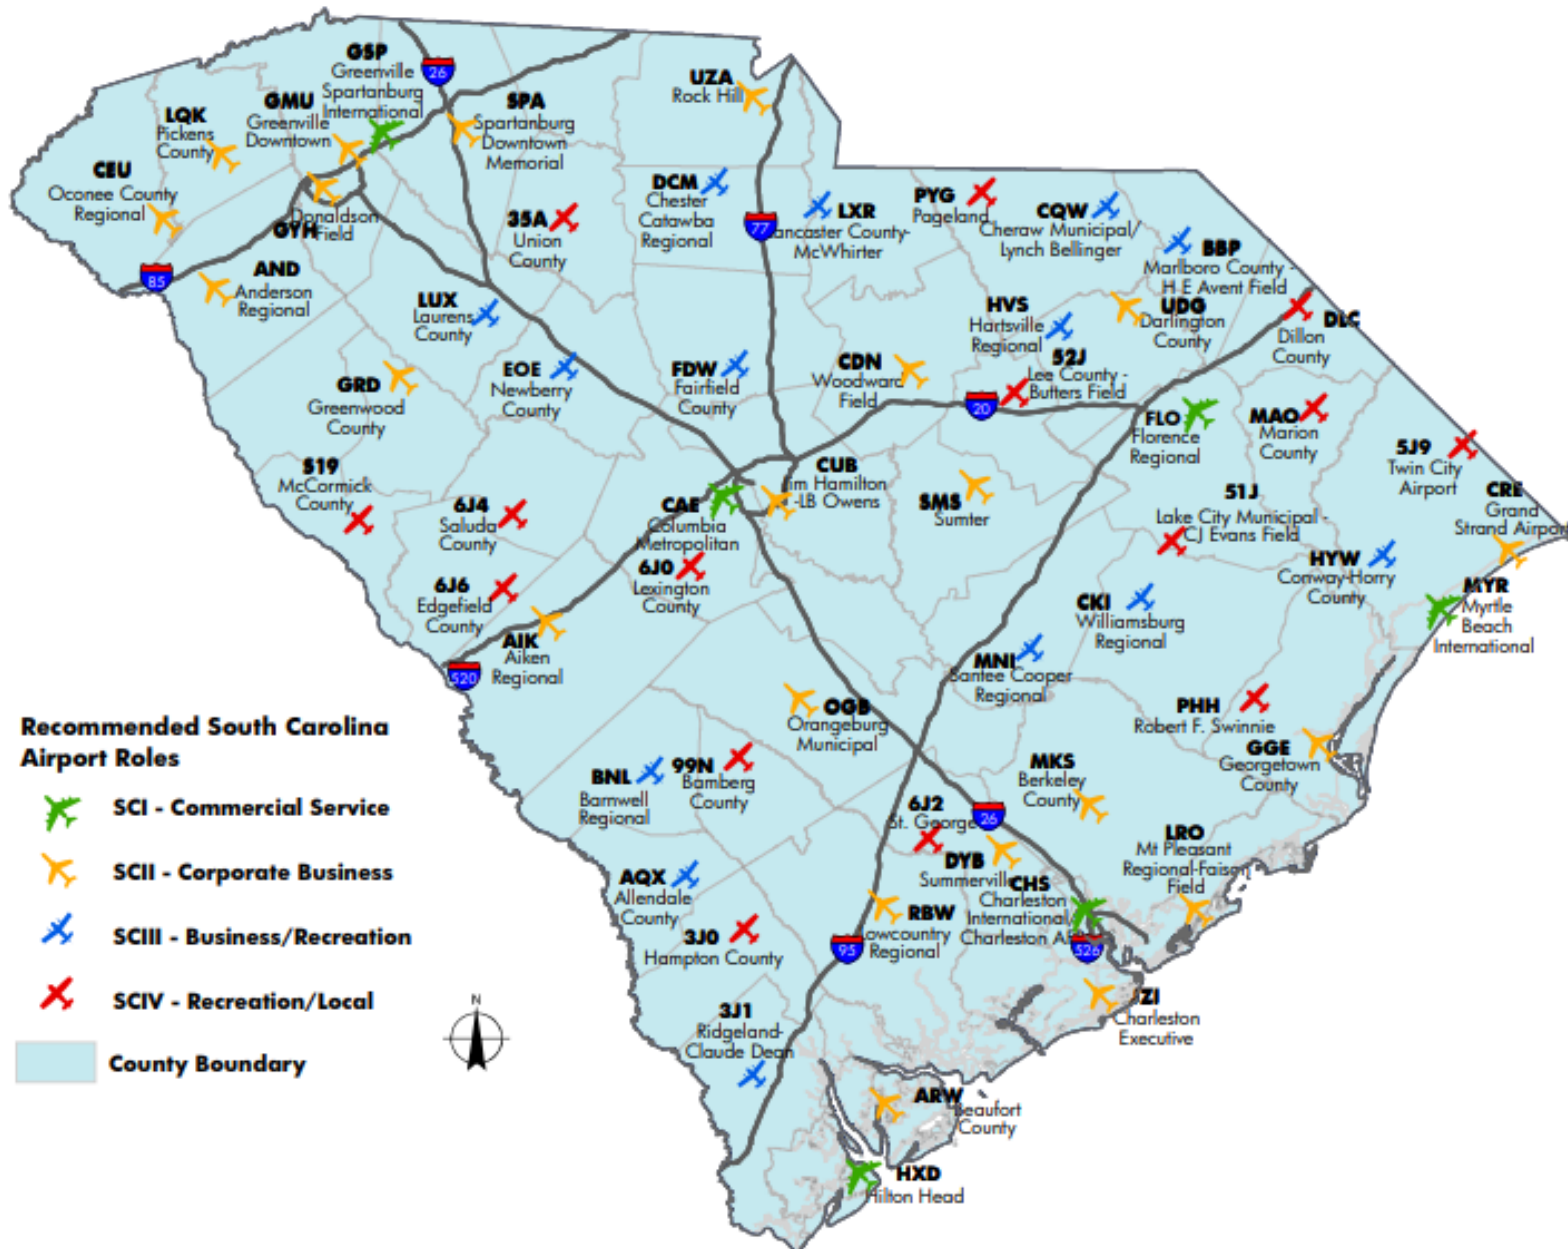 GSP
Greenville
Spartanburg
International
26
UZA
Rock Hill
LQK
Pickens
County
GMU
Greenville
Downtown
SPA
Spartanburg
Downtown
Memorial
CEU
Oconee County
Regional
Donaldson
Field
GYH
35A
Union
County
DCM
Chester
Catawba
Regional
77
LXR
ancaster County-
McWhirter
PYG
Pageland
CQW
Cheraw Municipal/
Lynch Bellinger
BBP
Marlboro County -
H E Avent Field
85
AND
Anderson
Regional
LUX
Laurens
County
HVS
Hartsville
Regional
UDG
Darlington
County
DLC
Dillon
County
GRD
Greenwood
County
EOE
Newberry
County
FDW
Fairfield
County
CDN
Woodward
Field
52J
Lee County -
Butters Field
20
FLO
Florence
Regional
MAO
Marion
County
5J9
Twin City
Airport
S19
McCormick
County
6J4
Saluda
County
CAE
Columbia
Metropolitan
CUB
im Hamilton
-LB Owens
SMS
Sumter
51J
Lake City Municipal -
CJ Evans Field
CRE
Grand
Strand Airport
6J6
Edgefield
County
6J0
Lexington
County
HYW
Conway-Horry
County
MYR
Myrtle
Beach
International
AIK
Aiken
Regional
520
CKI
Williamsburg
Regional
MNI
Santee Cooper
Regional
OGB
Orangeburg
Municipal
PHH
Robert F. Swinnie
GGE
Georgetown
County
BNL
Barnwell
Regional
99N
Bamberg
County
MKS
Berkeley
County
6J2
St. George
26
DYB
Summerville
LRO
Mt Pleasant
Regional-Faison
Field
AQX
Allendale
County
CHS
Charleston
International/
Charleston AFB
526
3J0
Hampton County
RBW
Lowcountry
Regional
95
JZI
Charleston
Executive
3J1
Ridgeland-
Claude Dean
ARW
Beaufort
County
HXD
Hilton Head
Recommended South Carolina
Airport Roles
SCI - Commercial Service
SCII - Corporate Business
SCIII - Business/Recreation
SCIV - Recreation/Local
County Boundary
N